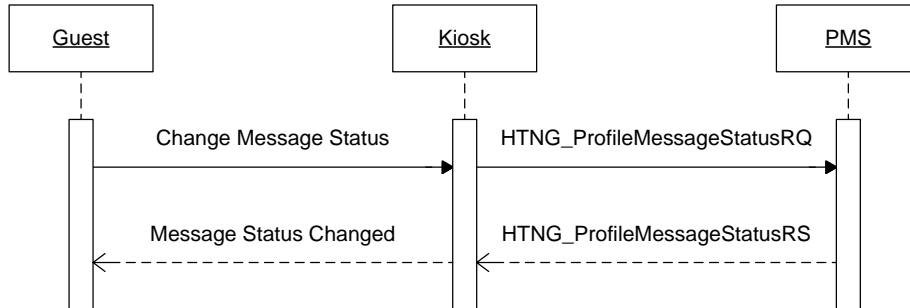 Guest
Kiosk
PMS
Change Message Status
HTNG_ProfileMessageStatusRQ
Message Status Changed
HTNG_ProfileMessageStatusRS